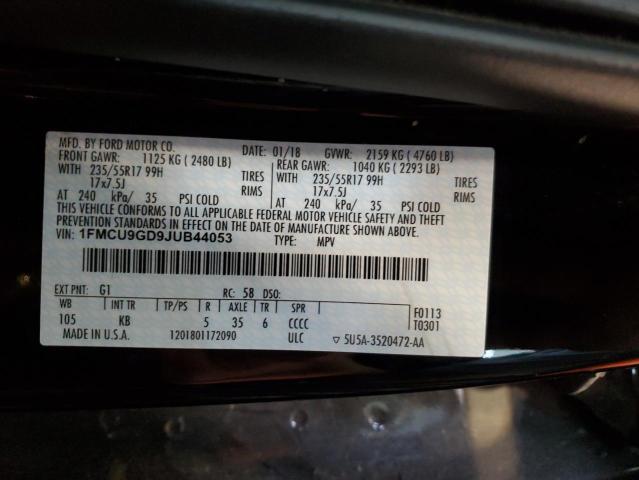 MFD. BY FORD MOTOR CO. DATE: 01/18 GVWR: 2159 KG ( 4760 LB)
FRONT GAWR: 1125 KG ( 2480 LB) REAR GAWR: 1040 KG ( 2293 LB)
WITH 235/55R17 99H TIRES WITH 235/55R17 99H TIRES
17x7.5J RIMS 17x7.5J RIMS
AT 240 kPa/ 35 PSI COLD AT 240 kPa/ 35 PSI COLD
THIS VEHICLE CONFORMS TO ALL APPLICABLE FEDERAL MOTOR VEHICLE SAFETY AND THEFT
PREVENTION STANDARDS IN EFFECT ON THE DATE OF MANUFACTURE SHOWN ABOVE.
VIN: 1FMCU9GD9JUB44053 TYPE: MPV
EXT PNT: G1 RC: 58 DSO:
WB INT TR TP/PS R AXLE TR SPR F0113
105 KB 5 35 6 CCCC T0301
MADE IN U.S.A. 1201801172090 ULC ▽ 5U5A-3520472-AA